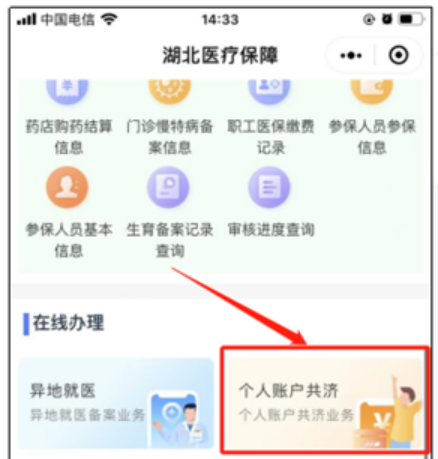 中国电信
14:33
湖北医疗保障
药店购药结算 门诊慢特病备 职工医保缴费 参保人员参保
信息 案信息 记录 信息
参保人员基本 生育备案记录 审核进度查询
信息 查询
在线办理
异地就医 个人账户共济
异地就医备案业务 个人账户共济业务